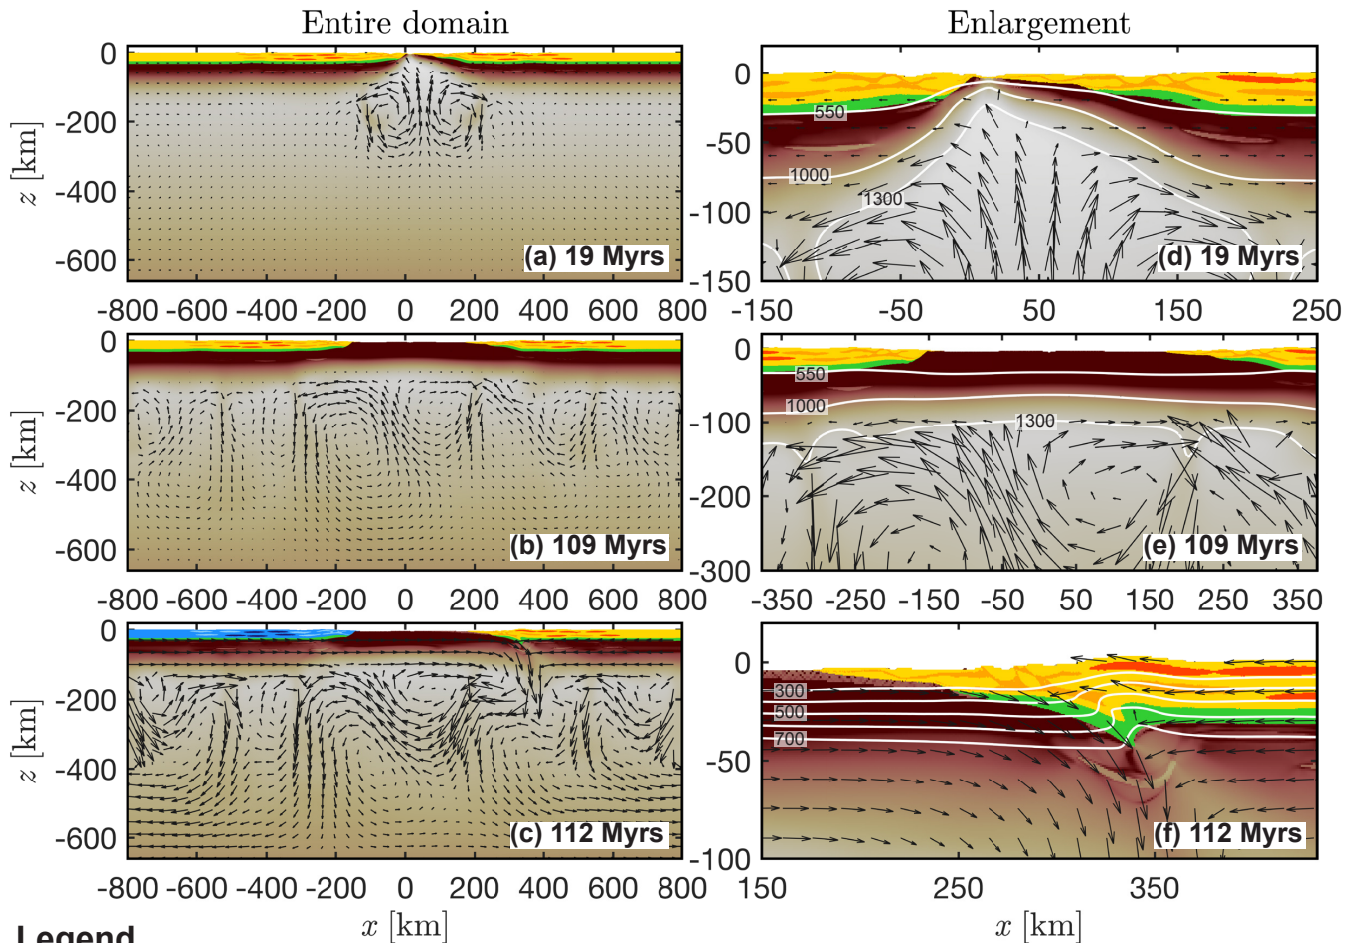 Entire domain
Enlargement
0
-200
-400
-600
z [km]
(a) 19 Myrs
-800 -600 -400 -200 0 200 400 600 800
0
-50
-100
-150
550
1000
1300
(d) 19 Myrs
-150 -50 50 150 250
0
-200
-400
-600
z [km]
(b) 109 Myrs
-800 -600 -400 -200 0 200 400 600 800
0
-100
-200
-300
550
1000
1300
(e) 109 Myrs
-350 -250 -150 -50 50 150 250 350
0
-200
-400
-600
z [km]
(c) 112 Myrs
-800 -600 -400 -200 0 200 400 600 800
x [km]
0
-50
-100
300
500
700
(f) 112 Myrs
150 250 350
x [km]
Legend